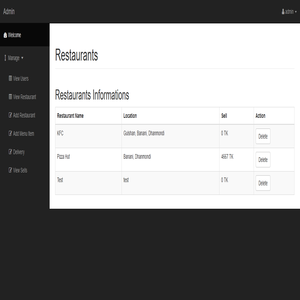 Admin
admin
Welcome
Manage
View Users
View Restaurant
Add Restaurant
Add Menu Item
Delivery
View Sells
Restaurants
Restaurants Informations
Restaurant Name Location Sell Action
KFC Gulshan, Banani, Dhanmondi 0 TK Delete
Pizza Hut Banani, Dhanmondi 4667 TK Delete
Test test 0 TK Delete